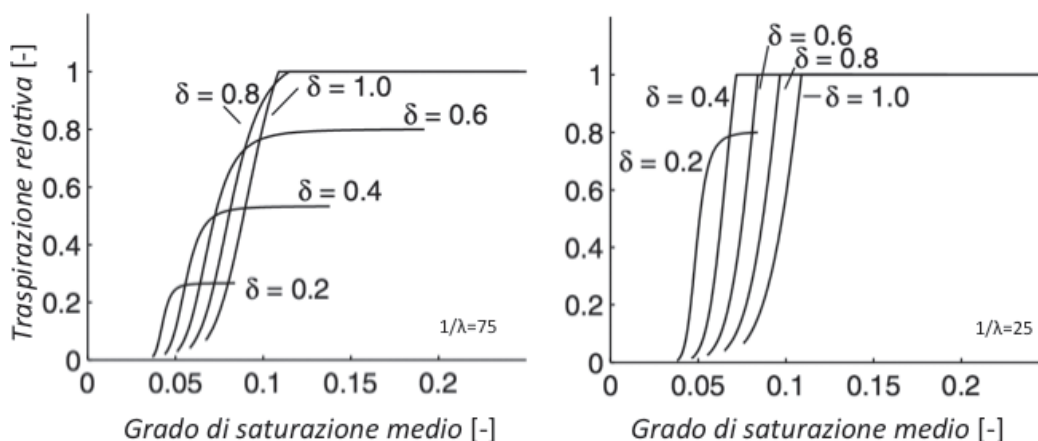 Traspirazione relativa [-]
1
0.8
0.6
0.4
0.2
0
δ = 0.8
δ = 1.0
δ = 0.6
δ = 0.4
δ = 0.2
1/λ=75
0 0.05 0.1 0.15 0.2
Grado di saturazione medio [-]
1
0.8
0.6
0.4
0.2
0
δ = 0.6
δ = 0.4
δ = 0.8
δ = 1.0
δ = 0.2
1/λ=25
0 0.05 0.1 0.15 0.2
Grado di saturazione medio [-]